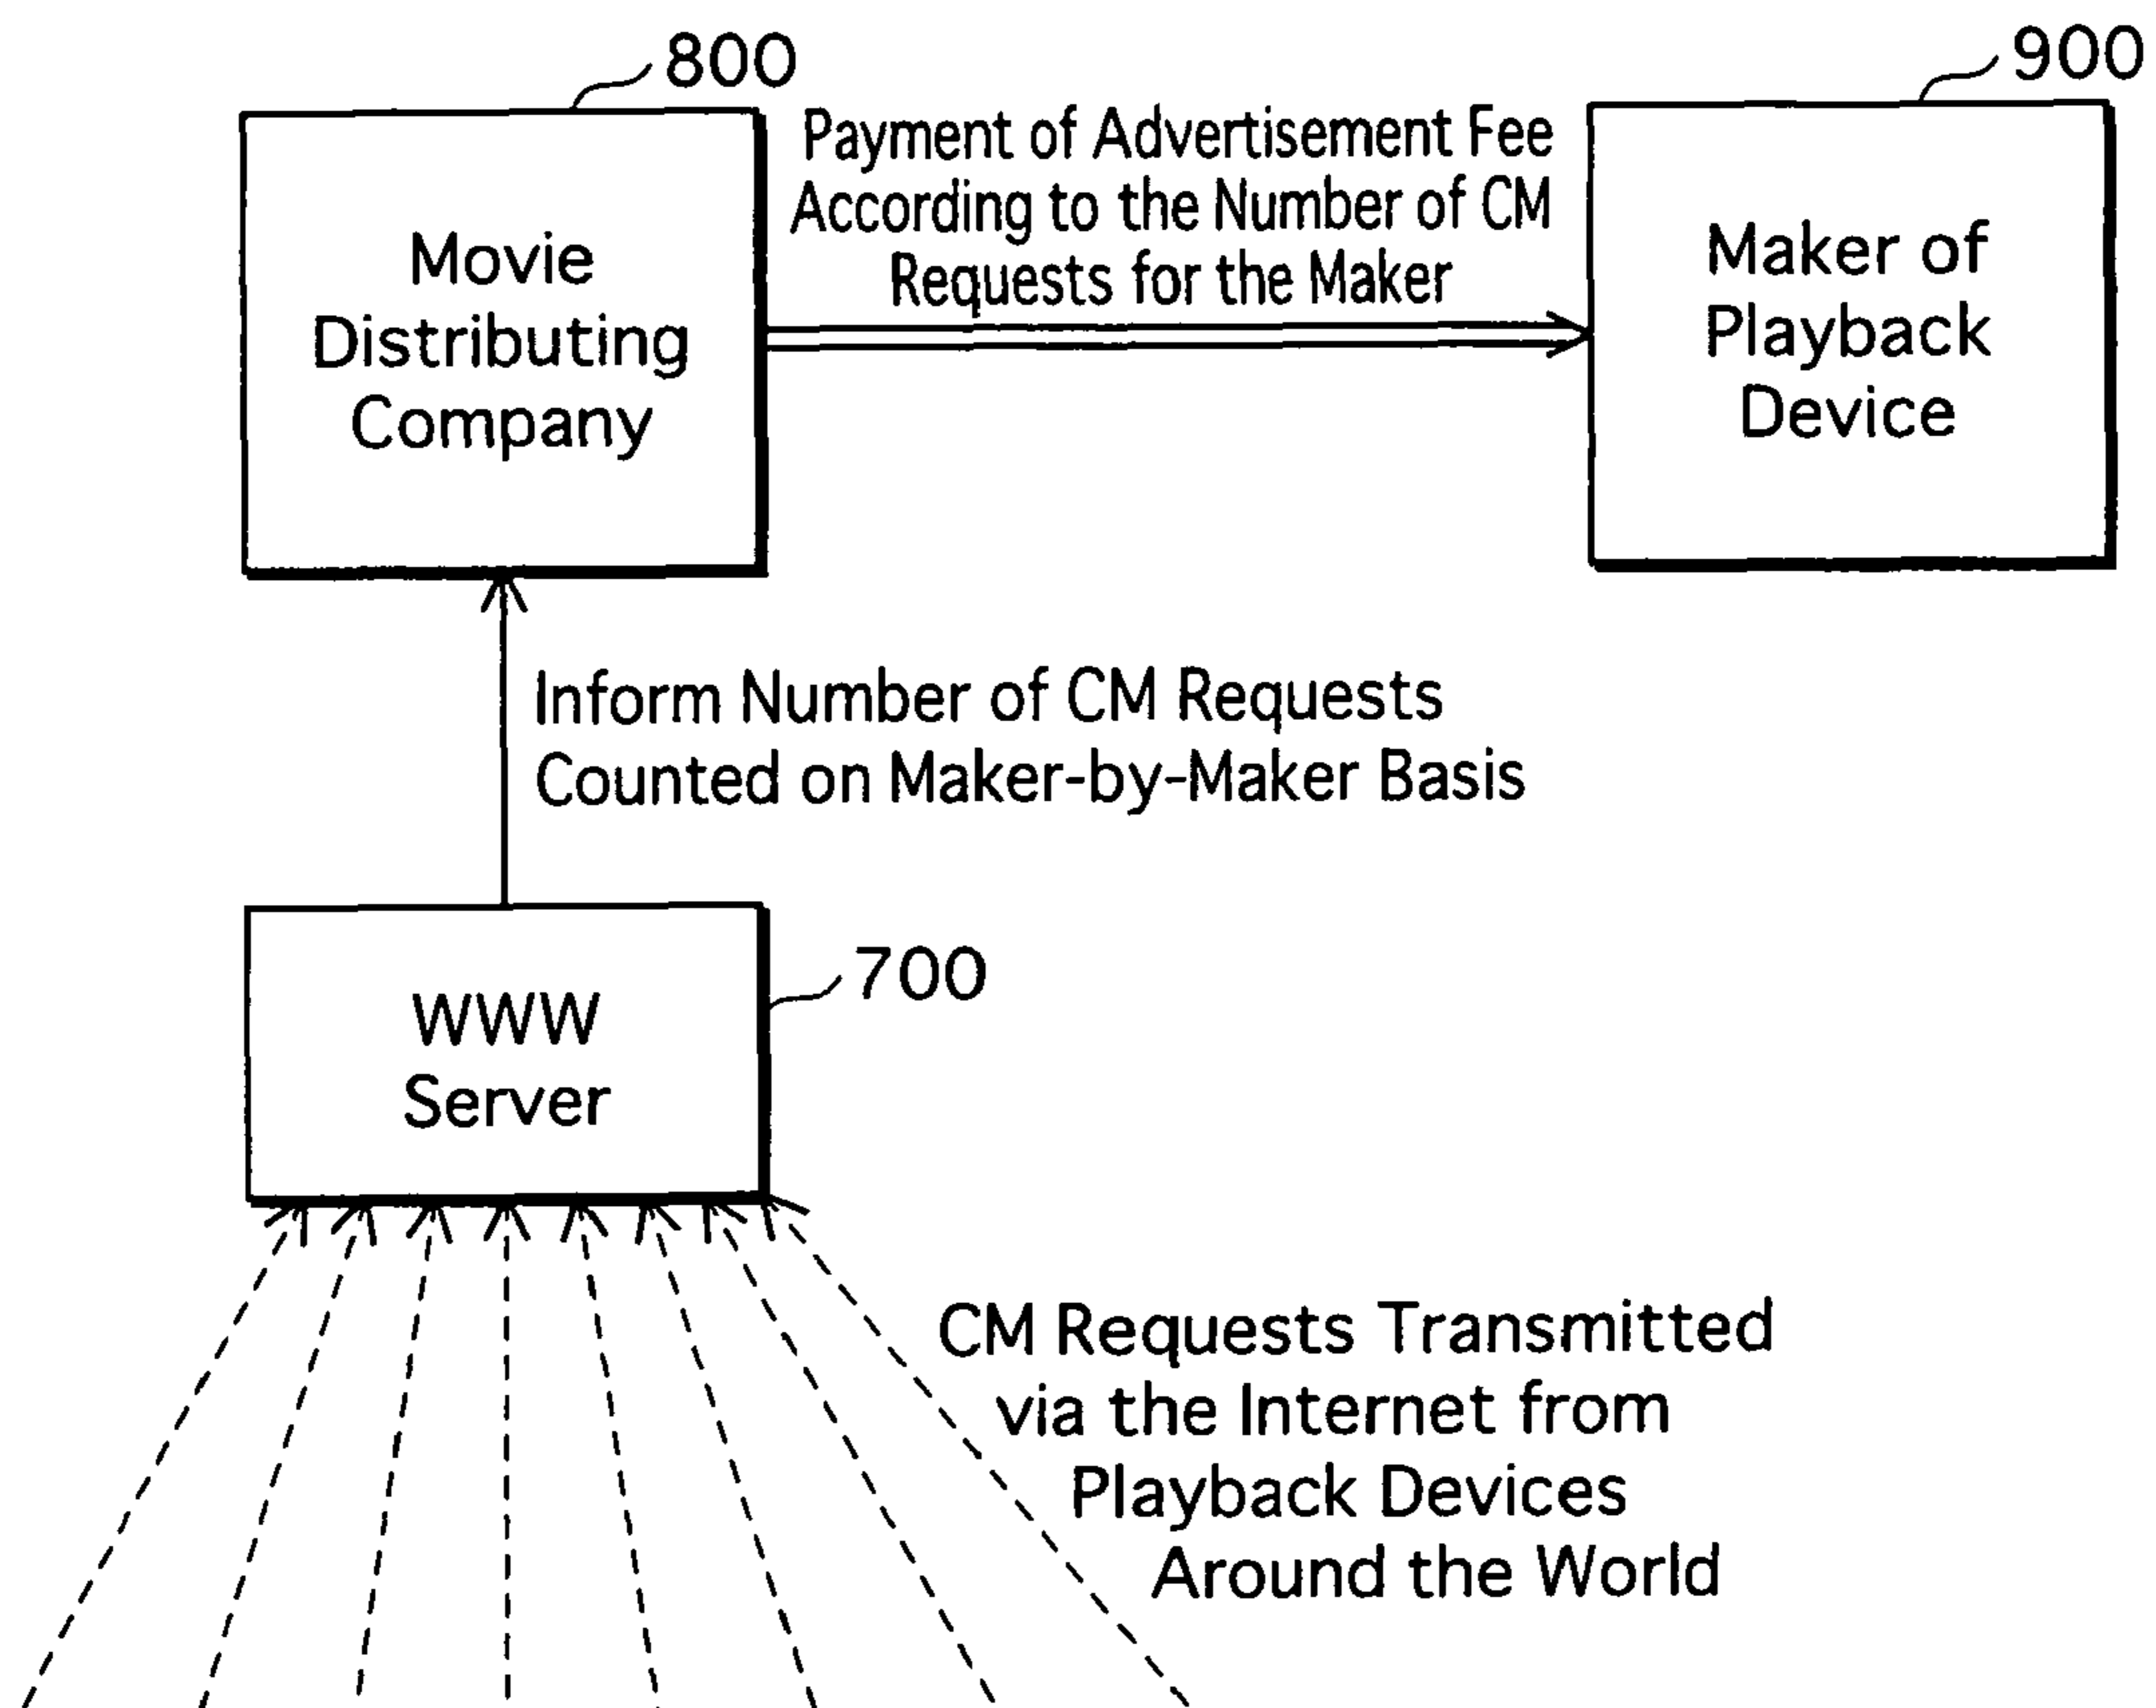 800
900
Movie
Distributing
Company
Payment of Advertisement Fee
According to the Number of CM
Requests for the Maker
Maker of
Playback
Device
Inform Number of CM Requests
Counted on Maker-by-Maker Basis
WWW
Server
700
CM Requests Transmitted
via the Internet from
Playback Devices
Around the World